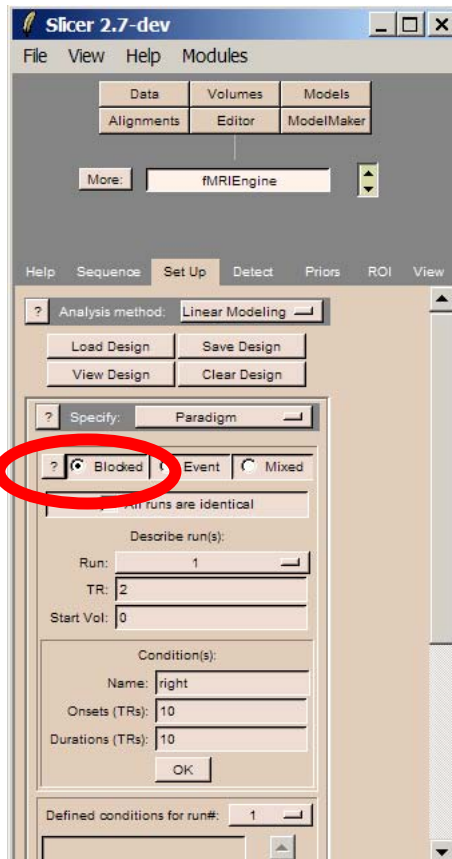 Slicer 2.7-dev
File View Help Modules
Data Volumes Models
Alignments Editor ModelMaker
More: fMRIEngine
Help Sequence Set Up Detect Priors ROI View
? Analysis method: Linear Modeling
Load Design Save Design
View Design Clear Design
? Specify: Paradigm
? Blocked Event Mixed
All runs are identical
Describe run(s):
Run: 1
TR: 2
Start Vol: 0
Condition(s):
Name: right
Onsets (TRs): 10
Durations (TRs): 10
OK
Defined conditions for run#: 1